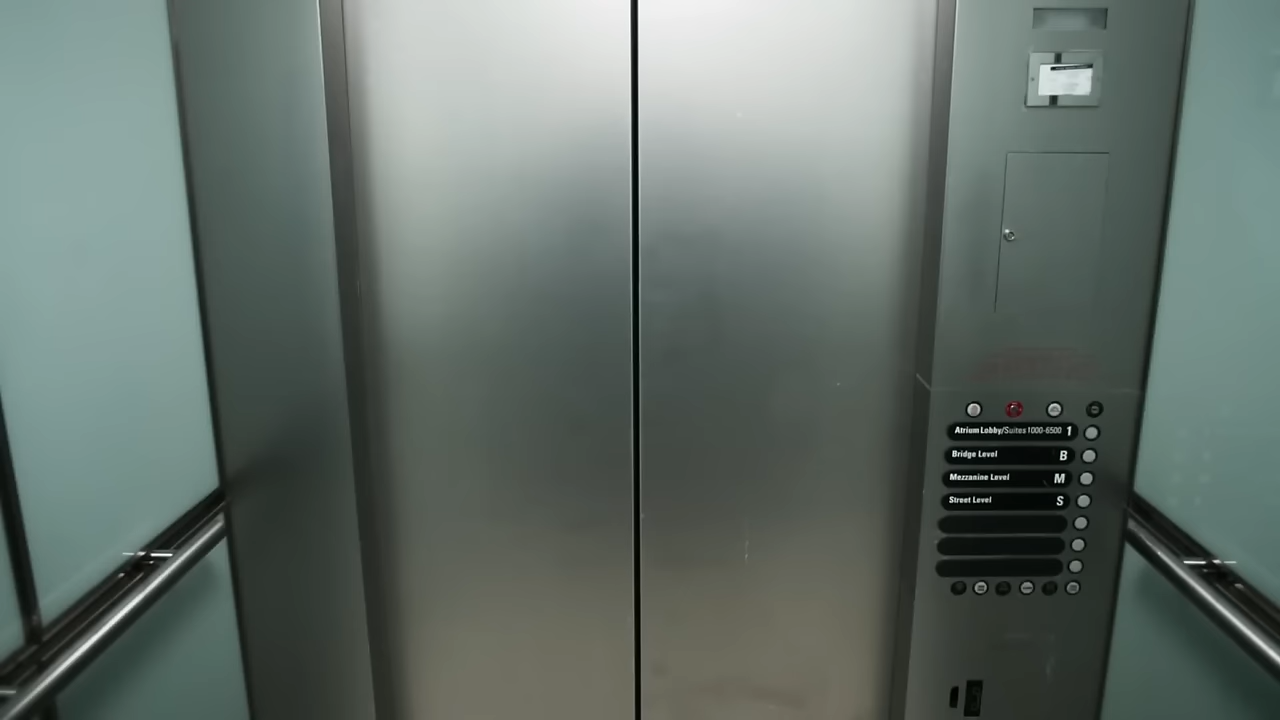 Atrium Lobby/Suites 1000-6500 1
Bridge Level B
Mezzanine Level M
Street Level S